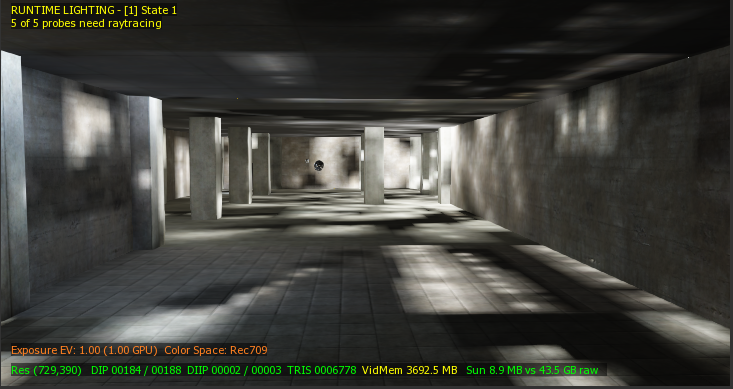 RUNTIME LIGHTING - [1] State 1
5 of 5 probes need raytracing
Exposure EV: 1.00 (1.00 GPU) Color Space: Rec709
Res (729,390) DIP 00184 / 00188 DIIP 00002 / 00003 TRIS 0006778 VidMem 3692.5 MB Sun 8.9 MB vs 43.5 GB raw